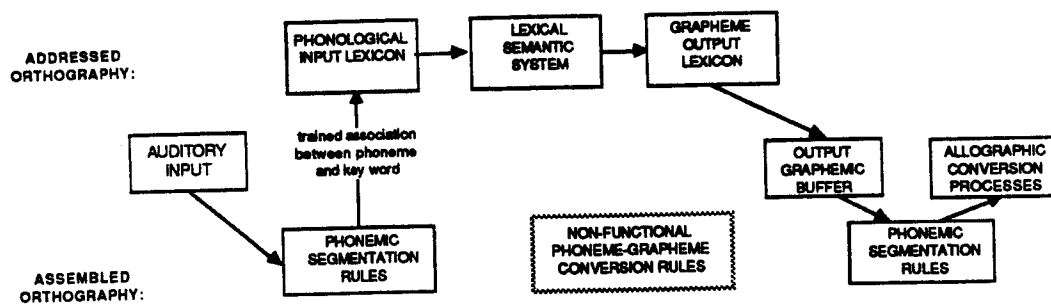 ADDRESSED
ORTHOGRAPHY:
PHONOLOGICAL
INPUT LEXICON
LEXICAL
SEMANTIC
SYSTEM
GRAPHEME
OUTPUT
LEXICON
trained association
between phoneme
and key word
AUDITORY
INPUT
OUTPUT
GRAPHEMIC
BUFFER
ALLOGRAPHIC
CONVERSION
PROCESSES
ASSEMBLED
ORTHOGRAPHY:
PHONEMIC
SEGMENTATION
RULES
NON-FUNCTIONAL
PHONEME-GRAPHEME
CONVERSION RULES
PHONEMIC
SEGMENTATION
RULES